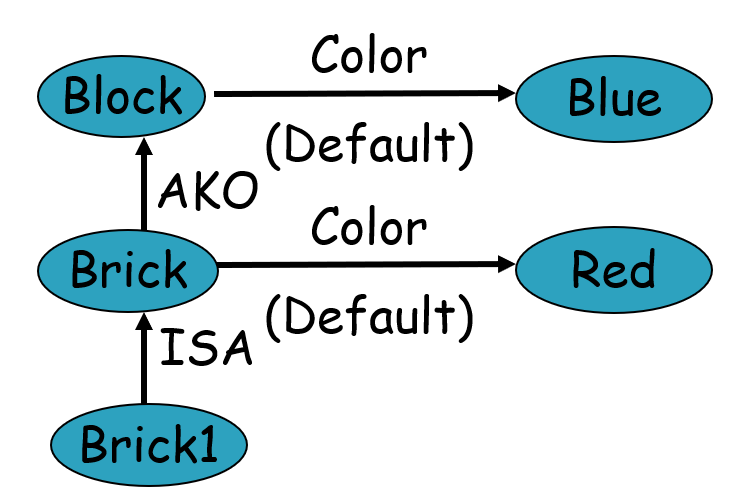 Color
Block
Blue
(Default)
AKO
Color
Brick
Red
(Default)
ISA
Brick1